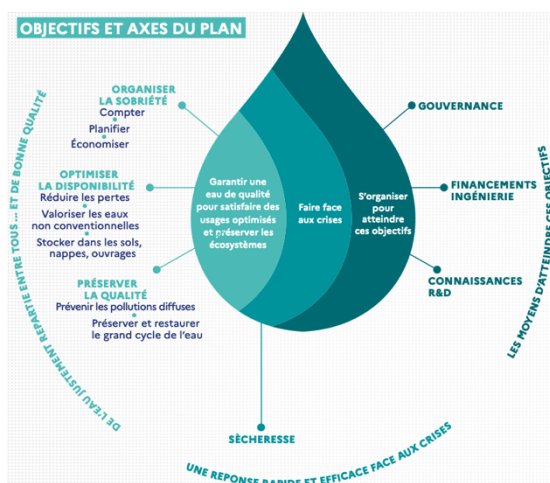 OBJECTIFS ET AXES DU PLAN
ORGANISER
LA SOBRIÉTÉ
Compter
Planifier
Économiser
OPTIMISER
LA DISPONIBILITÉ
Réduire les pertes
Valoriser les eaux
non conventionnelles
Stocker dans les sols,
nappes, ouvrages
PRÉSERVER
LA QUALITÉ
Prévenir les pollutions diffuses
Préserver et restaurer
le grand cycle de l'eau
DE L'EAU JUSTEMENT REPARTIE ENTRE TOUS ... ET DE BONNE QUALITÉ
Garantir une
eau de qualité
pour satisfaire des
usages optimisés
et préserver les
écosystèmes
Faire face
aux crises
S'organiser
pour
atteindre
ces objectifs
GOUVERNANCE
FINANCEMENTS
INGÉNIERIE
CONNAISSANCES
R&D
LES MOYENS D'ATTEINDRE CES OBJECTIFS
SÈCHERESSE
UNE REPONSE RAPIDE ET EFFICACE FACE AUX CRISES